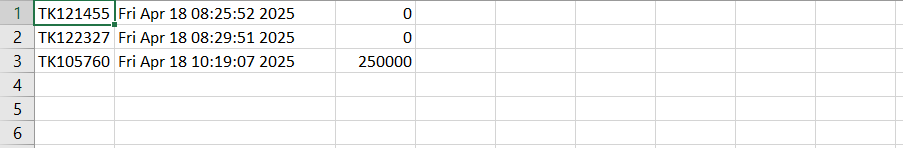 1 TK121455 Fri Apr 18 08:25:52 2025 0
2 TK122327 Fri Apr 18 08:29:51 2025 0
3 TK105760 Fri Apr 18 10:19:07 2025 250000
4
5
6